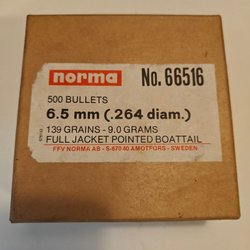 norma
No. 66516
500 BULLETS
6.5 mm (.264 diam.)
139 GRAINS - 9.0 GRAMS
FULL JACKET POINTED BOATTAIL
FFV NORMA AB - S-670 40 AMOTFORS - SWEDEN